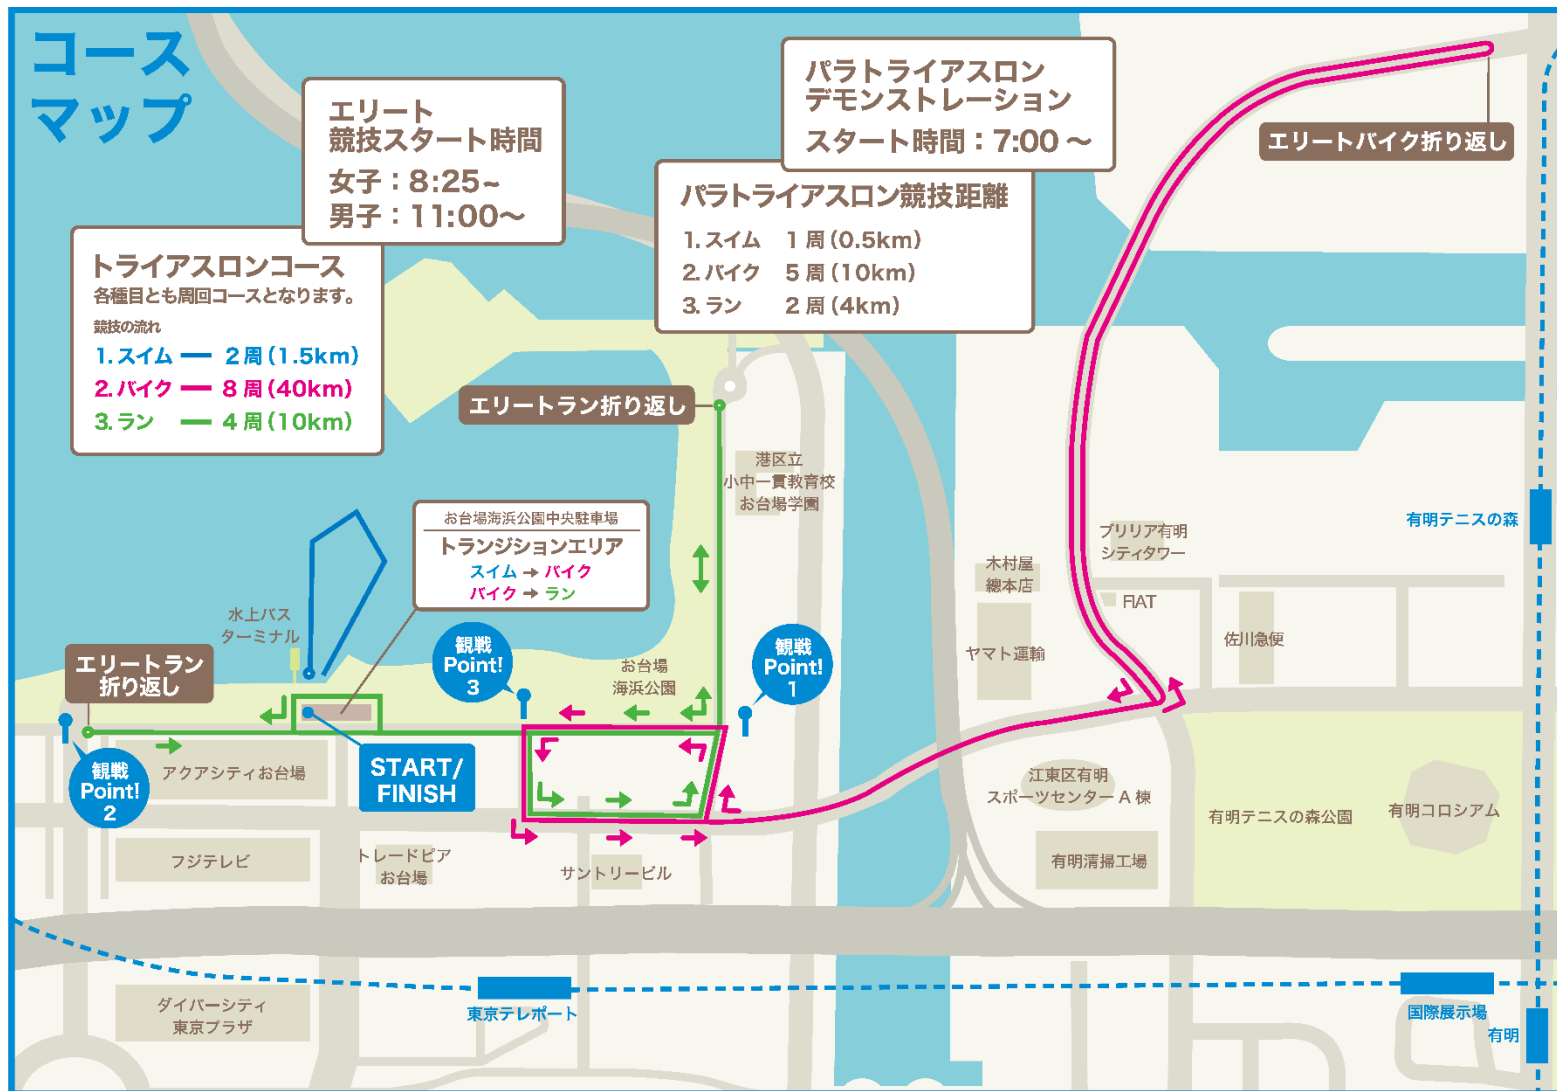 コース
マップ
エリート
競技スタート時間
女子：8:25~
男子：11:00～
パラトライアスロン
デモンストレーション
スタート時間：7:00～
エリートバイク折り返し
パラトライアスロン競技距離
1.スイム 1周(0.5km)
2.バイク 5周(10km)
3.ラン 2周(4km)
トライアスロンコース
各種目とも周回コースとなります。
競技の流れ
1.スイム 2周(1.5km)
2.バイク 8周(40km)
3.ラン 4周(10km)
エリートラン折り返し
港区立
小中一貫教育校
お台場学園
お台場海浜公園中央駐車場
トランジションエリア
スイム→バイク
バイク→ラン
有明テニスの森
ブリリア有明
シティタワー
木村屋
總本店
FIAT
佐川急便
ヤマト運輸
水上バス
ターミナル
エリートラン
折り返し
観戦
Point!
3
お台場
海浜公園
観戦
Point!
1
観戦
Point!
2
アクアシティお台場
START/
FINISH
江東区有明
スポーツセンターA棟
有明テニスの森公園
有明コロシアム
フジテレビ
トレードピア
お台場
サントリービル
有明清掃工場
ダイバーシティ
東京プラザ
東京テレポート
国際展示場
有明